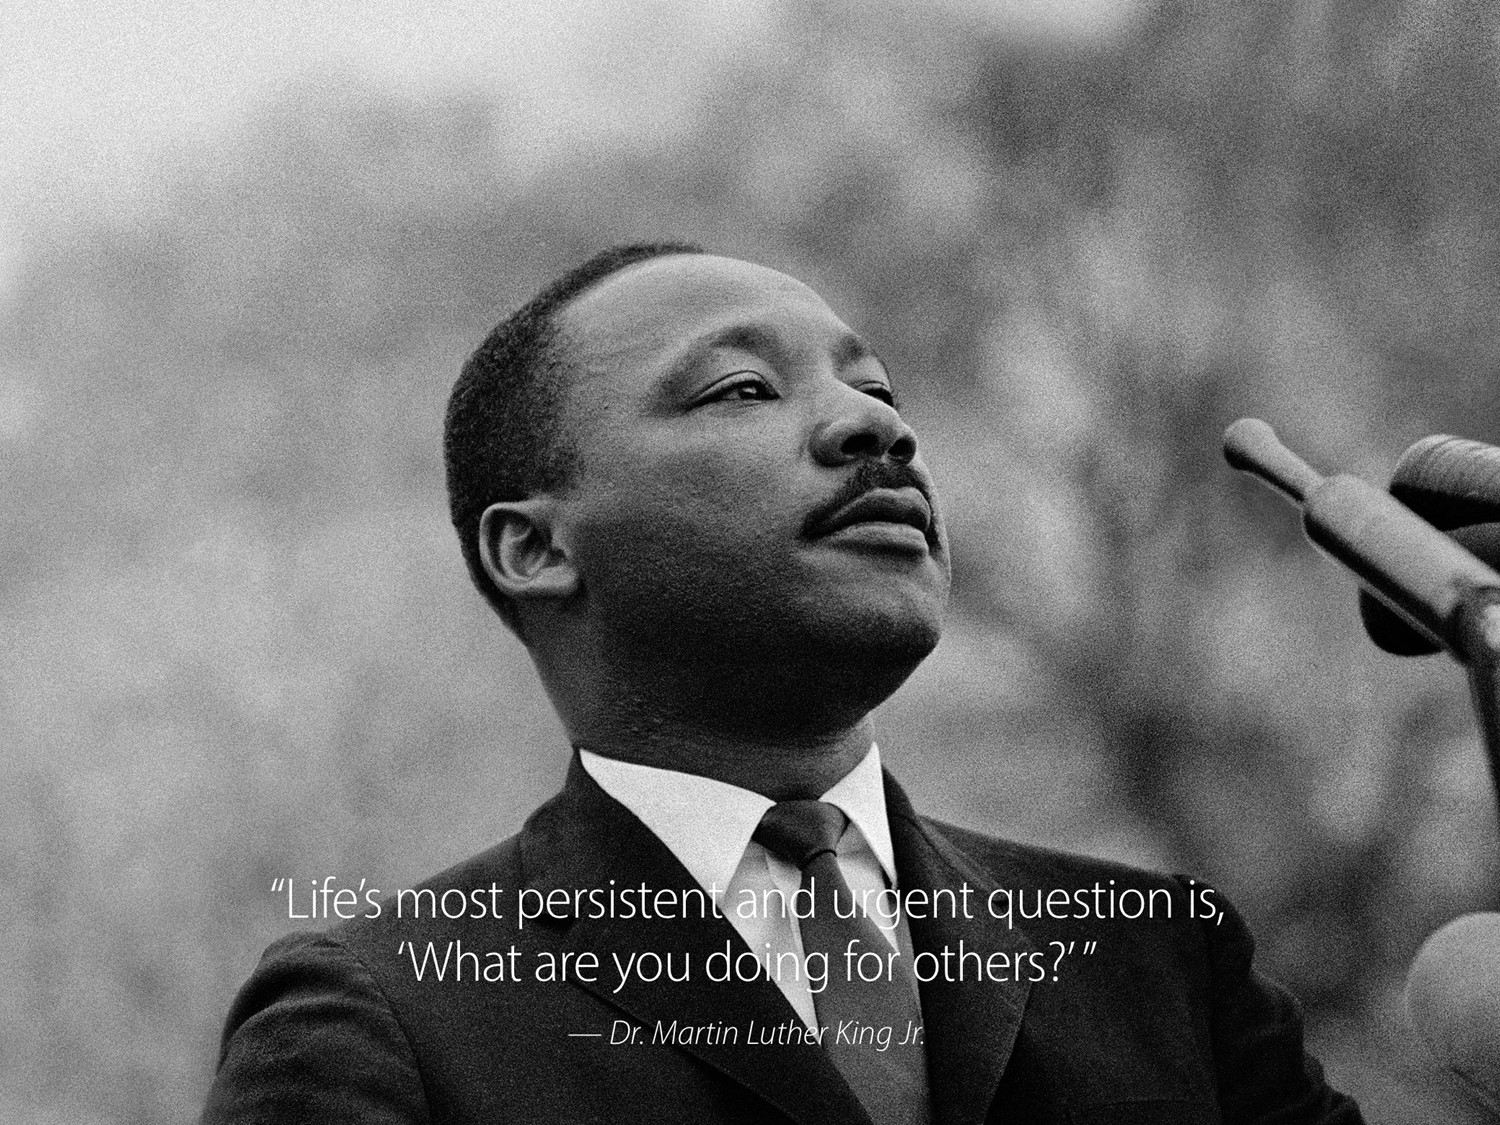 “Life’s most persistent and urgent question is,
‘What are you doing for others?’ ”
— Dr. Martin Luther King Jr.